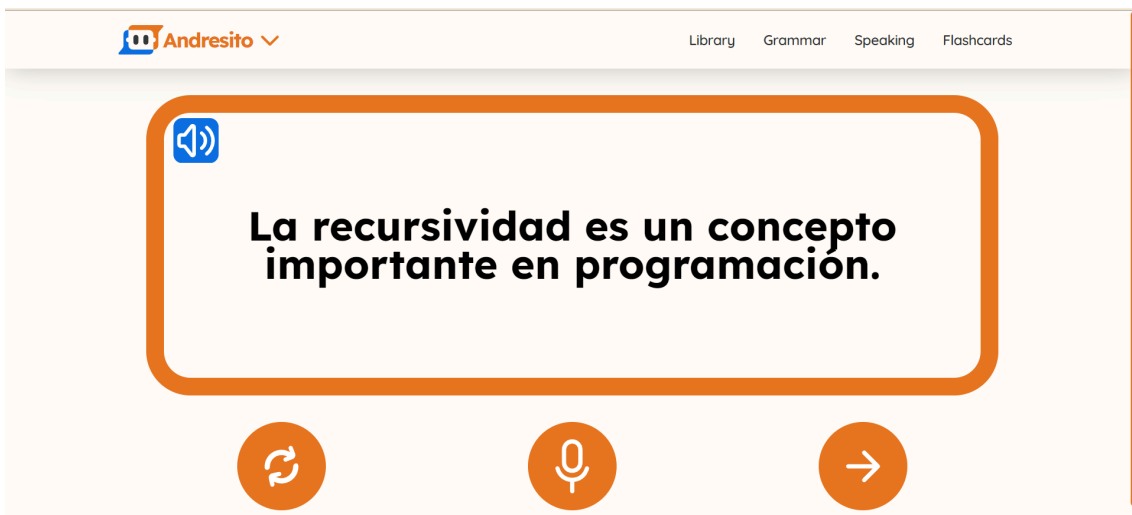 Andresito
Library Grammar Speaking Flashcards
La recursividad es un concepto
importante en programación.